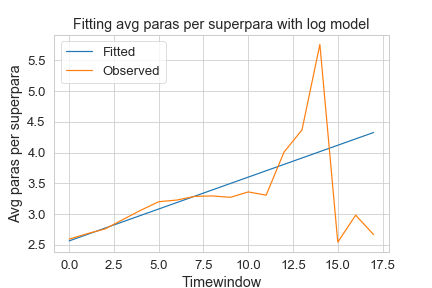 Fitting avg paras per superpara with log model
Fitted
Observed
Avg paras per superpara
5.5
5.0
4.5
4.0
3.5
3.0
2.5
0.0 2.5 5.0 7.5 10.0 12.5 15.0 17.5
Timewindow